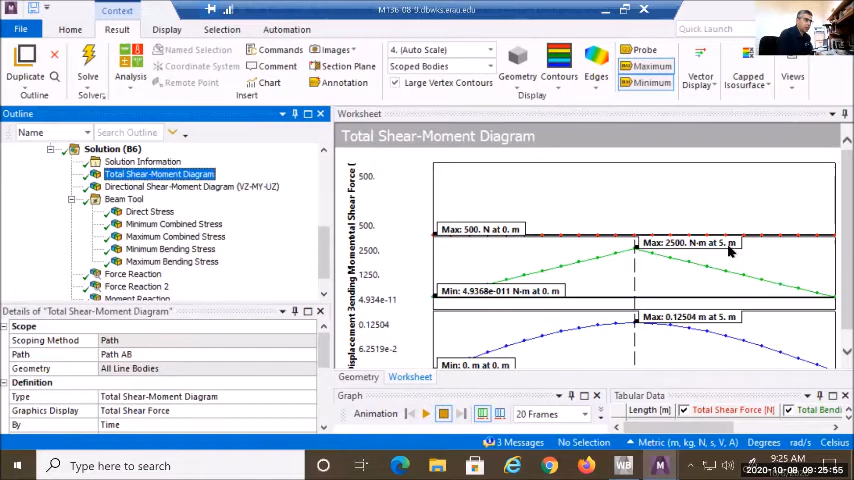 Context
M136-08-9.dbwks.erau.edu
File
Home
Result
Display
Selection
Automation
Quick Launch
Duplicate
Outline
Solve
Solver
Analysis
Named Selection
Coordinate System
Remote Point
Commands
Comment
Chart
Insert
Images
Section Plane
Annotation
4. (Auto Scale)
Scoped Bodies
Large Vertex Contours
Geometry
Contours
Edges
Display
Probe
Maximum
Minimum
Vector
Display
Capped
Isosurface
Views
Outline
Name
Search Outline
Solution (B6)
Solution Information
Total Shear-Moment Diagram
Directional Shear-Moment Diagram (VZ-MY-UZ)
Beam Tool
Direct Stress
Minimum Combined Stress
Maximum Combined Stress
Minimum Bending Stress
Maximum Bending Stress
Force Reaction
Force Reaction 2
Moment Reaction
Details of "Total Shear-Moment Diagram"
Scope
Scoping Method Path
Path Path AB
Geometry All Line Bodies
Definition
Type Total Shear-Moment Diagram
Graphics Display Total Shear Force
By Time
Worksheet
Total Shear-Moment Diagram
500.
500.
2500.
1250.
4.934e-11
0.12504
6.2519e-2
Max: 500. N at 0. m
Max: 2500. N·m at 5. m
Min: 4.9368e-011 N·m at 0. m
Max: 0.12504 m at 5. m
Min: 0. m at 0. m
Geometry
Worksheet
Graph
Animation
20 Frames
Tabular Data
Length [m]
Total Shear Force [N]
Total Bendi
3 Messages
No Selection
Metric (m, kg, N, s, V, A)
Degrees
rad/s
Celsius
Type here to search
WB
M
9:25 AM
2020-10-08 09:25:55